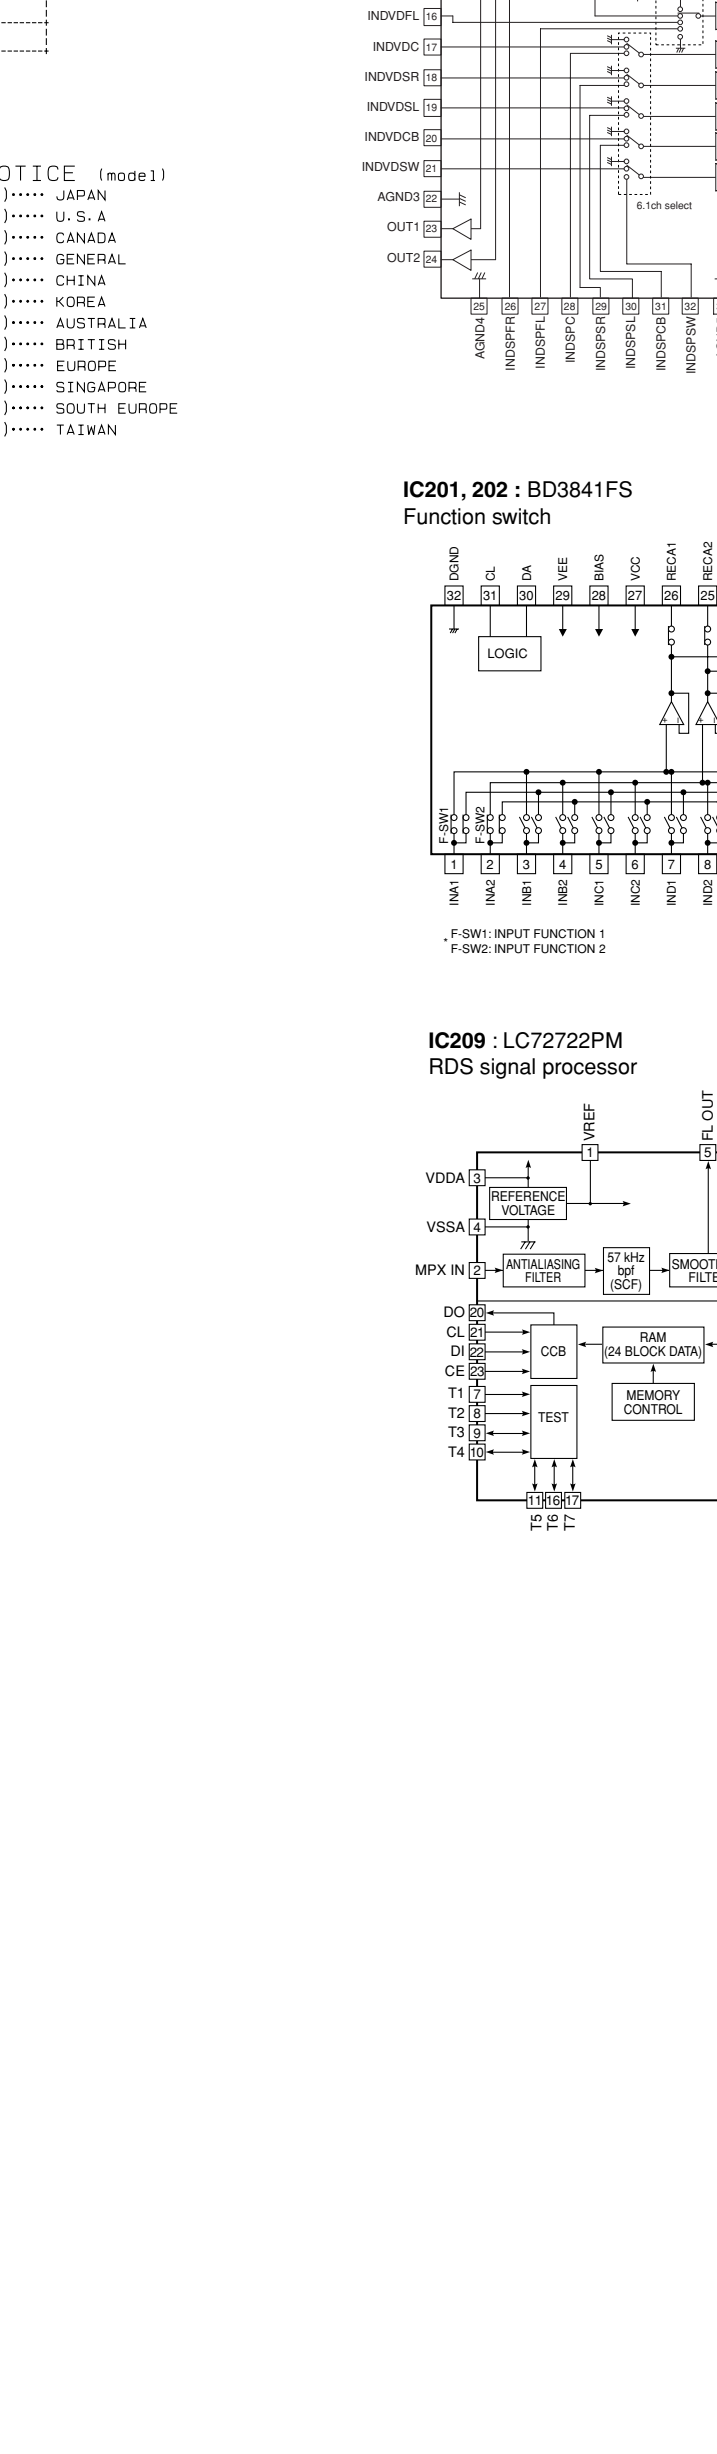 INDVDFL 16
INDVDC 17
INDVDSR 18
INDVDSL 19
INDVDCB 20
INDVDSW 21
AGND3 22
OUT1 23
OUT2 24
6.1ch select
25 26 27 28 29 30 31 32
AGND4 INDSPFR INDSPFL INDSPC INDSPSR INDSPSL INDSPCB INDSPSW
OTICE (model)
)····· JAPAN
)····· U.S.A
)····· CANADA
)····· GENERAL
)····· CHINA
)····· KOREA
)····· AUSTRALIA
)····· BRITISH
)····· EUROPE
)····· SINGAPORE
)····· SOUTH EUROPE
)····· TAIWAN
IC201, 202 : BD3841FS
Function switch
DGND CL DA VEE BIAS VCC RECA1 RECA2
32 31 30 29 28 27 26 25
LOGIC
+ − + −
F-SW1 F-SW2
1 2 3 4 5 6 7 8
INA1 INA2 INB1 INB2 INC1 INC2 IND1 IND2
* F-SW1: INPUT FUNCTION 1
F-SW2: INPUT FUNCTION 2
IC209 : LC72722PM
RDS signal processor
VREF FL OUT
1 5
VDDA 3
REFERENCE
VOLTAGE
VSSA 4
MPX IN 2
ANTIALIASING
FILTER
57 kHz
bpf
(SCF)
SMOOT
FILTE
DO 20
CL 21
DI 22
CE 23
CCB
RAM
(24 BLOCK DATA)
MEMORY
CONTROL
T1 7
T2 8
T3 9
T4 10
TEST
11 16 17
T5 T6 T7